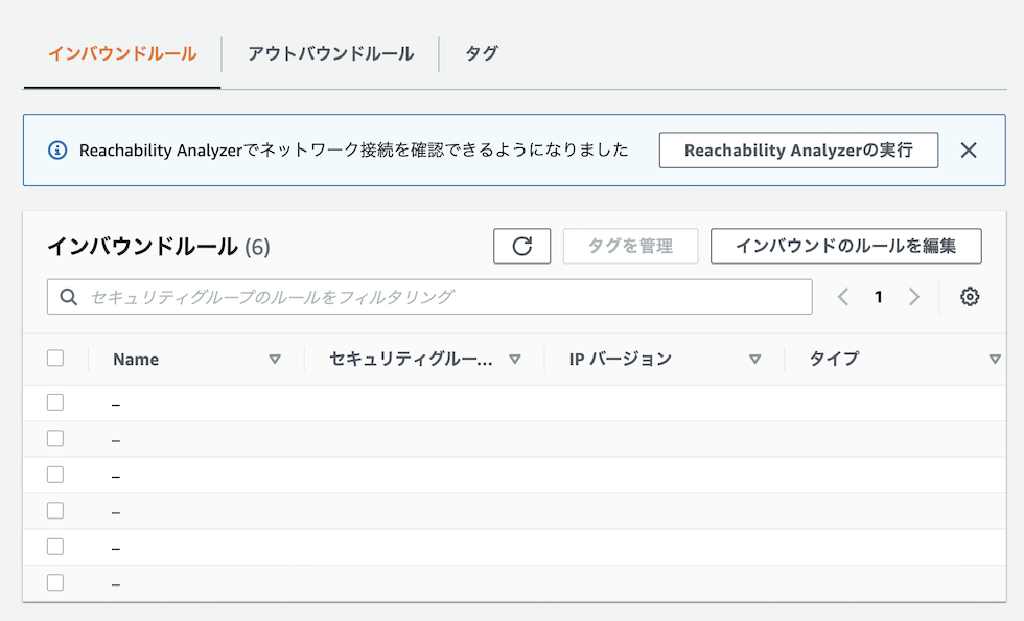 インバウンドルール アウトバウンドルール タグ
Reachability Analyzerでネットワーク接続を確認できるようになりました Reachability Analyzerの実行
インバウンドルール (6) タグを管理 インバウンドのルールを編集
セキュリティグループのルールをフィルタリング 1
Name セキュリティグルー... IP バージョン タイプ
–
–
–
–
–
–